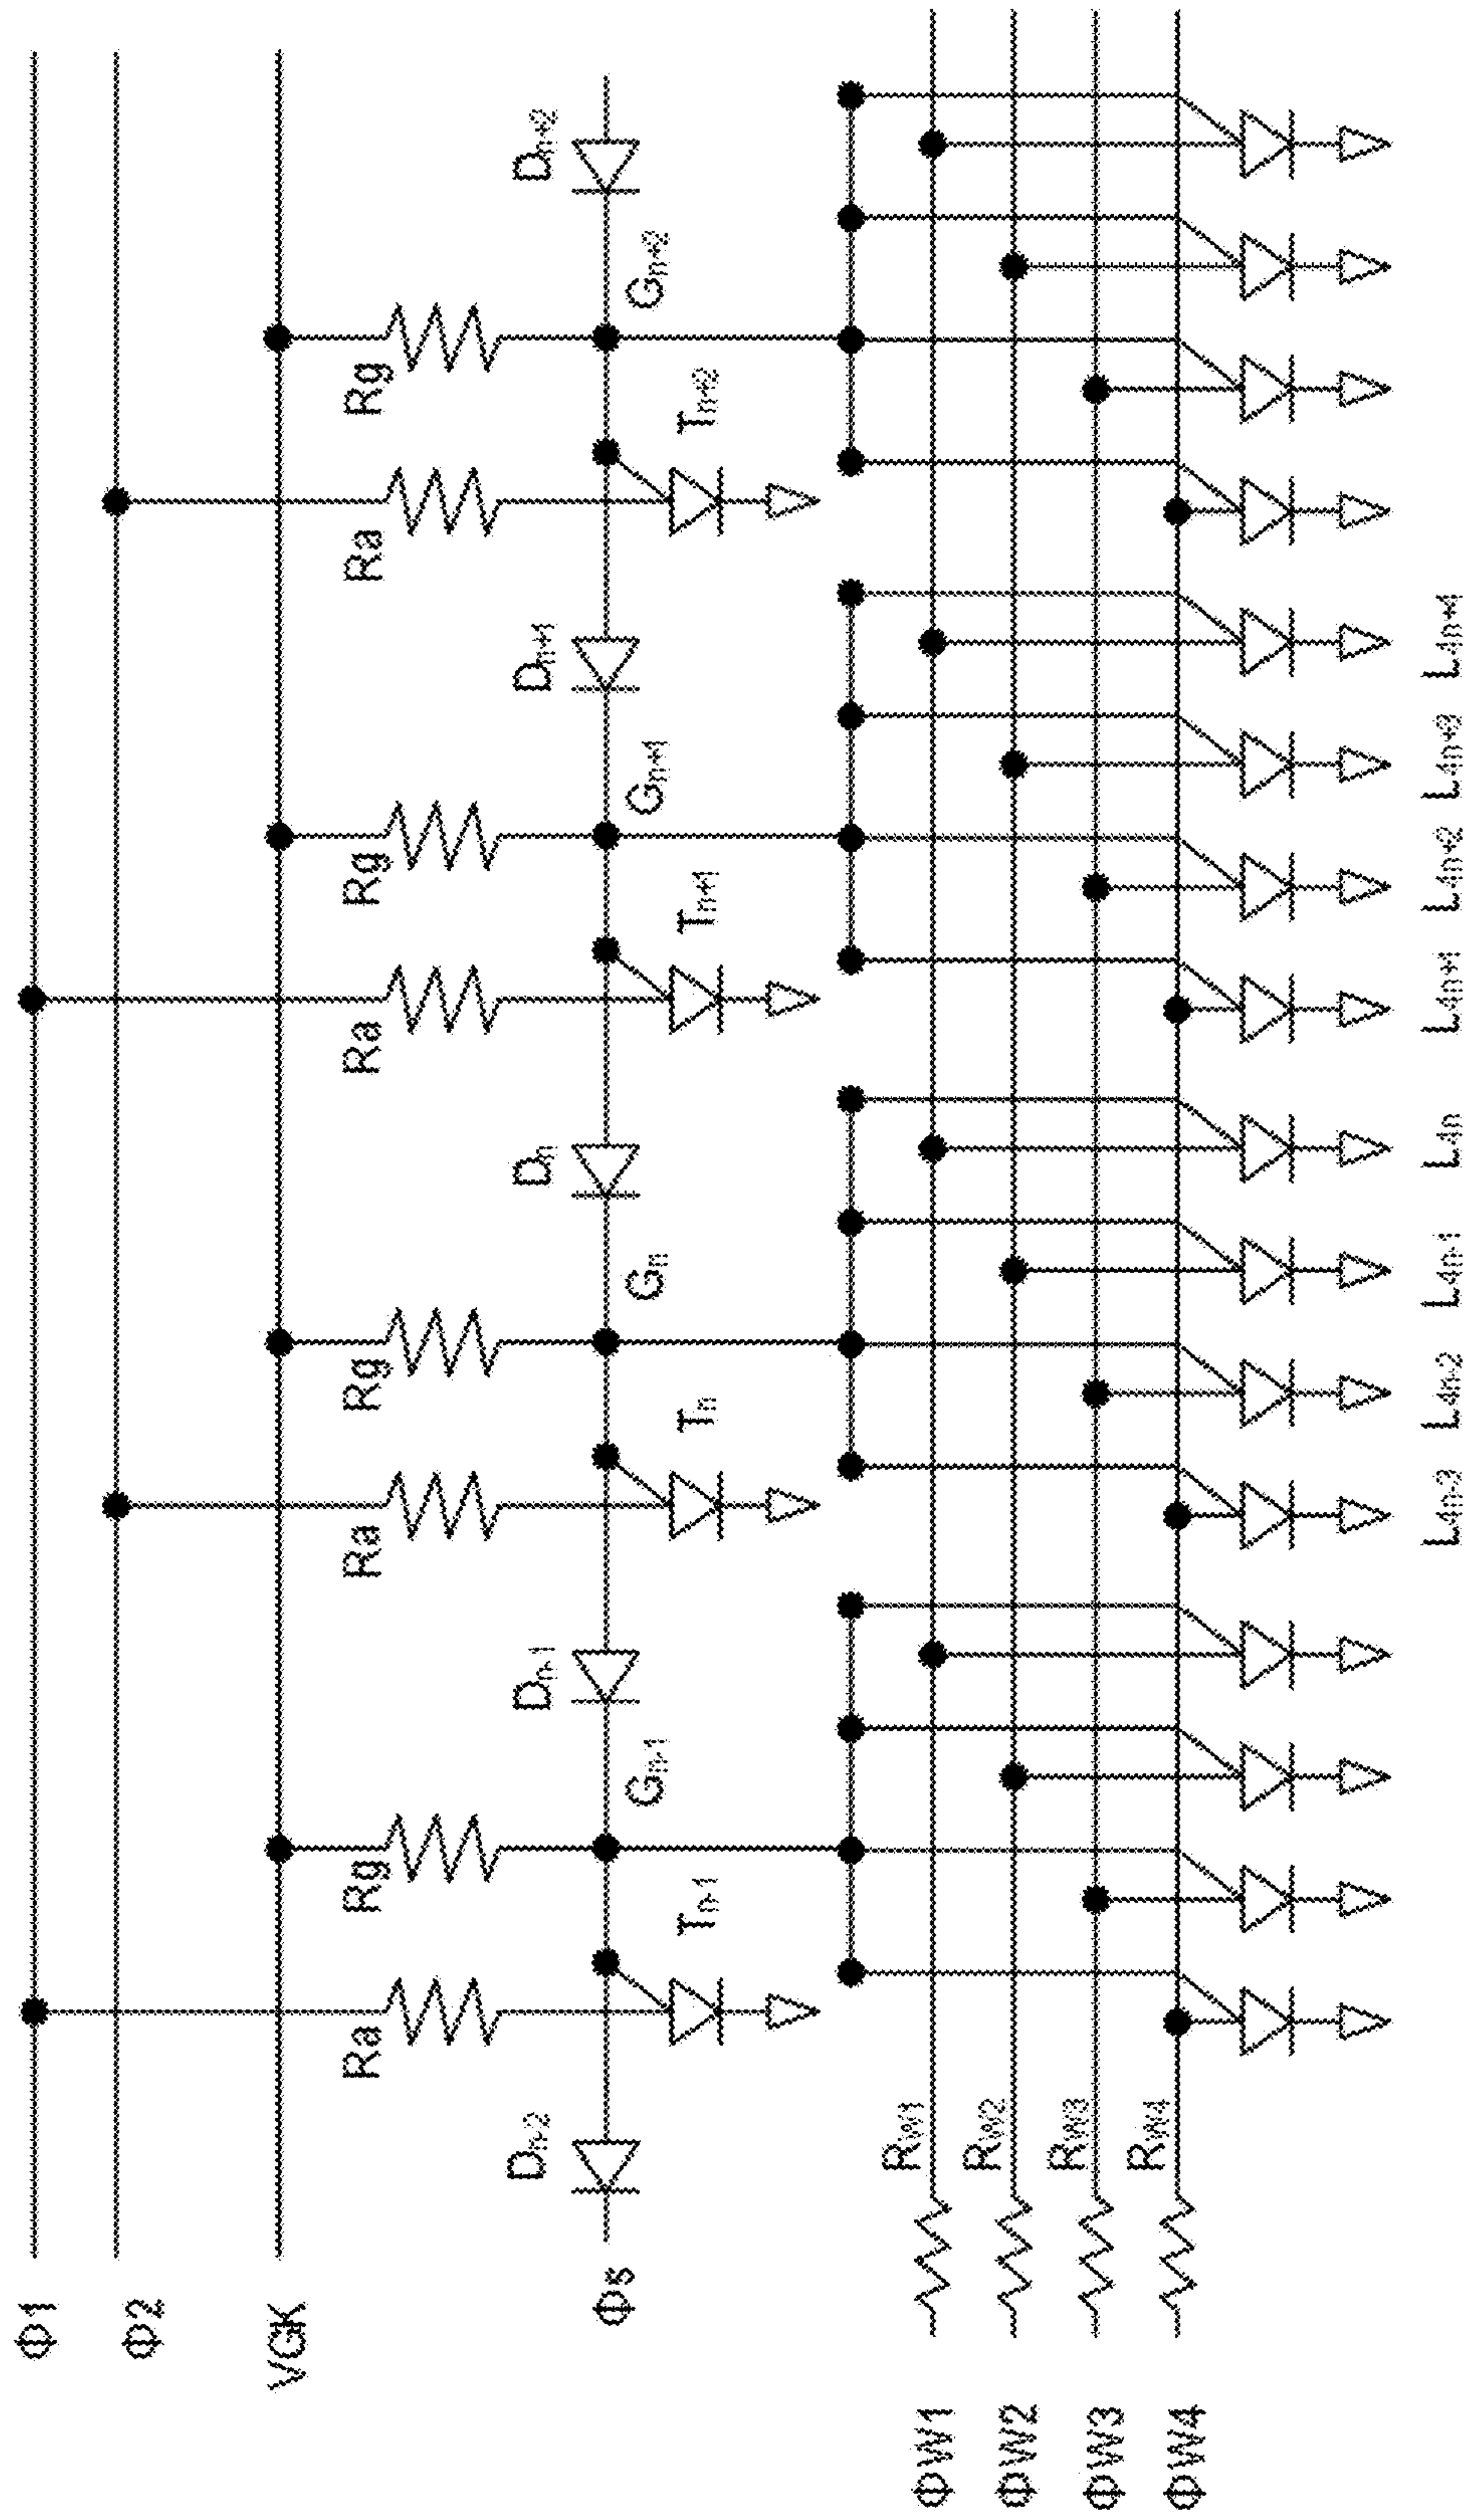 Φ1
Φ2
VGK
Ra Rg Ra Rg Ra Rg Ra Rg
Dn-2 Dn-1 Dn Dn+1 Dn+2
Φs
Gn-1 Gn Gn+1 Gn+2
Tn-1 Tn Tn+1 Tn+2
ΦW1 RW1
ΦW2 RW2
ΦW3 RW3
ΦW4 RW4
L4n-3 L4n-2 L4n-1 L4n L4n+1 L4n+2 L4n+3 L4n+4